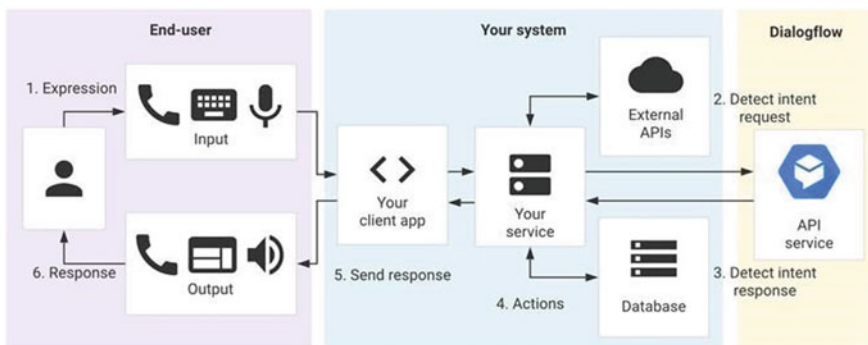 End-user
Your system
Dialogflow
1. Expression
Input
External
APIs
2. Detect intent
request
Your
client app
Your
service
API
service
6. Response
Output
5. Send response
4. Actions
Database
3. Detect intent
response